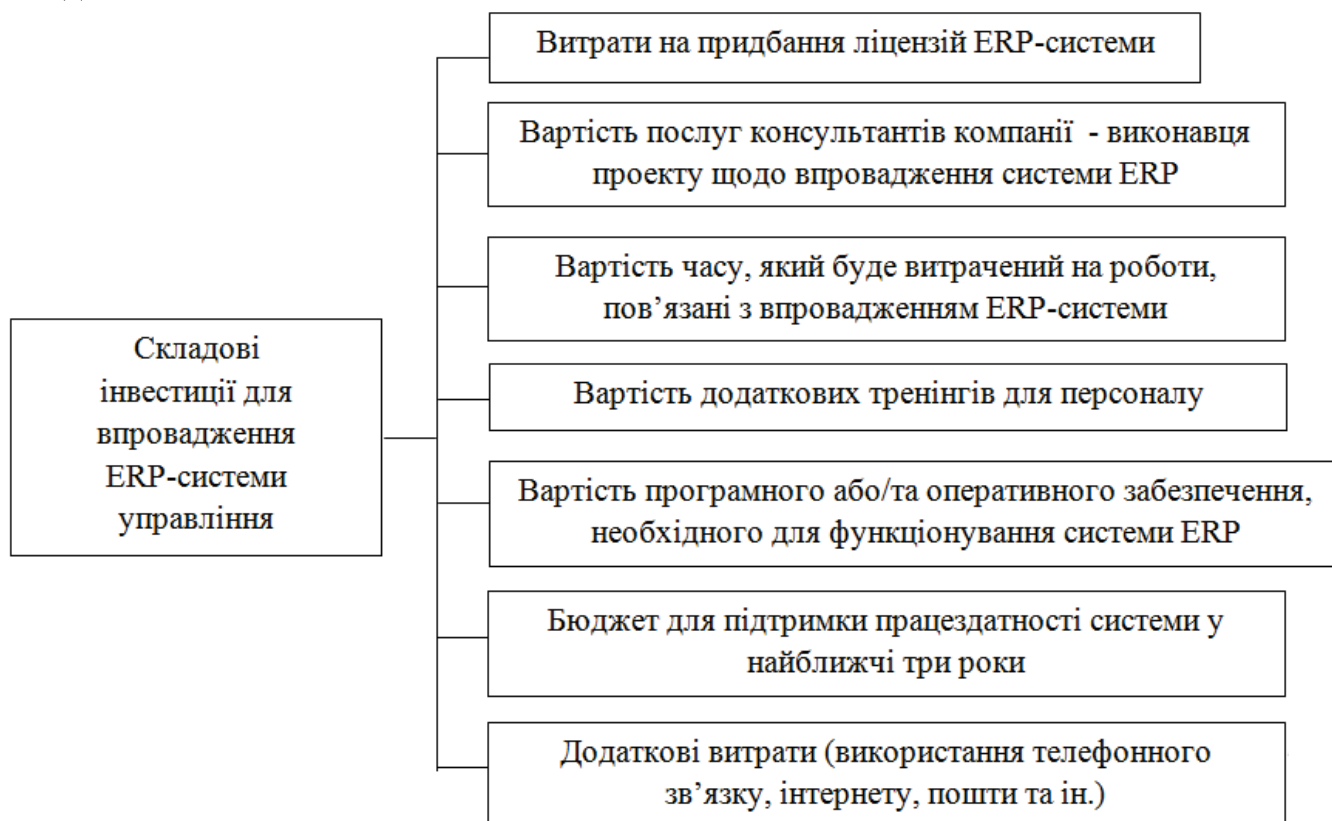 Витрати на придбання ліцензій ERP-системи
Вартість послуг консультантів компанії - виконавця
проекту щодо впровадження системи ERP
Вартість часу, який буде витрачений на роботи,
пов’язані з впровадженням ERP-системи
Складові
інвестиції для
впровадження
ERP-системи
управління
Вартість додаткових тренінгів для персоналу
Вартість програмного або/та оперативного забезпечення,
необхідного для функціонування системи ERP
Бюджет для підтримки працездатності системи у
найближчі три роки
Додаткові витрати (використання телефонного
зв’язку, інтернету, пошти та ін.)